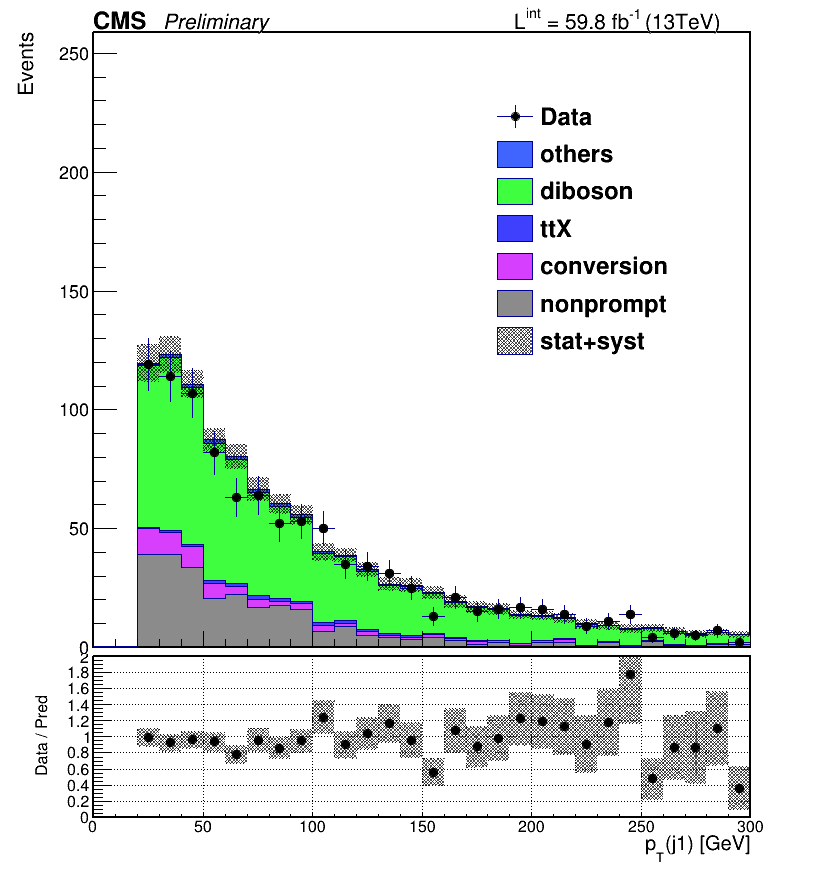 CMS Preliminary L^int = 59.8 fb^-1 (13TeV)
Events
250
200
150
100
50
0
Data
others
diboson
ttX
conversion
nonprompt
stat+syst
Data / Pred
2
1.8
1.6
1.4
1.2
1
0.8
0.6
0.4
0.2
0
0 50 100 150 200 250 300
p_T(j1) [GeV]